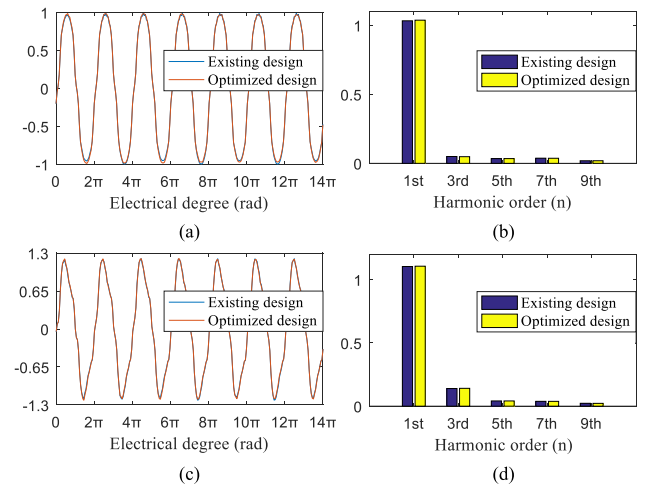 1
0.5
0
-0.5
-1
Existing design
Optimized design
0 2π 4π 6π 8π 10π 12π 14π
Electrical degree (rad)
(a)
1
0.5
0
Existing design
Optimized design
1st 3rd 5th 7th 9th
Harmonic order (n)
(b)
1.3
0.65
0
-0.65
-1.3
Existing design
Optimized design
0 2π 4π 6π 8π 10π 12π 14π
Electrical degree (rad)
(c)
1
0.5
0
Existing design
Optimized design
1st 3rd 5th 7th 9th
Harmonic order (n)
(d)